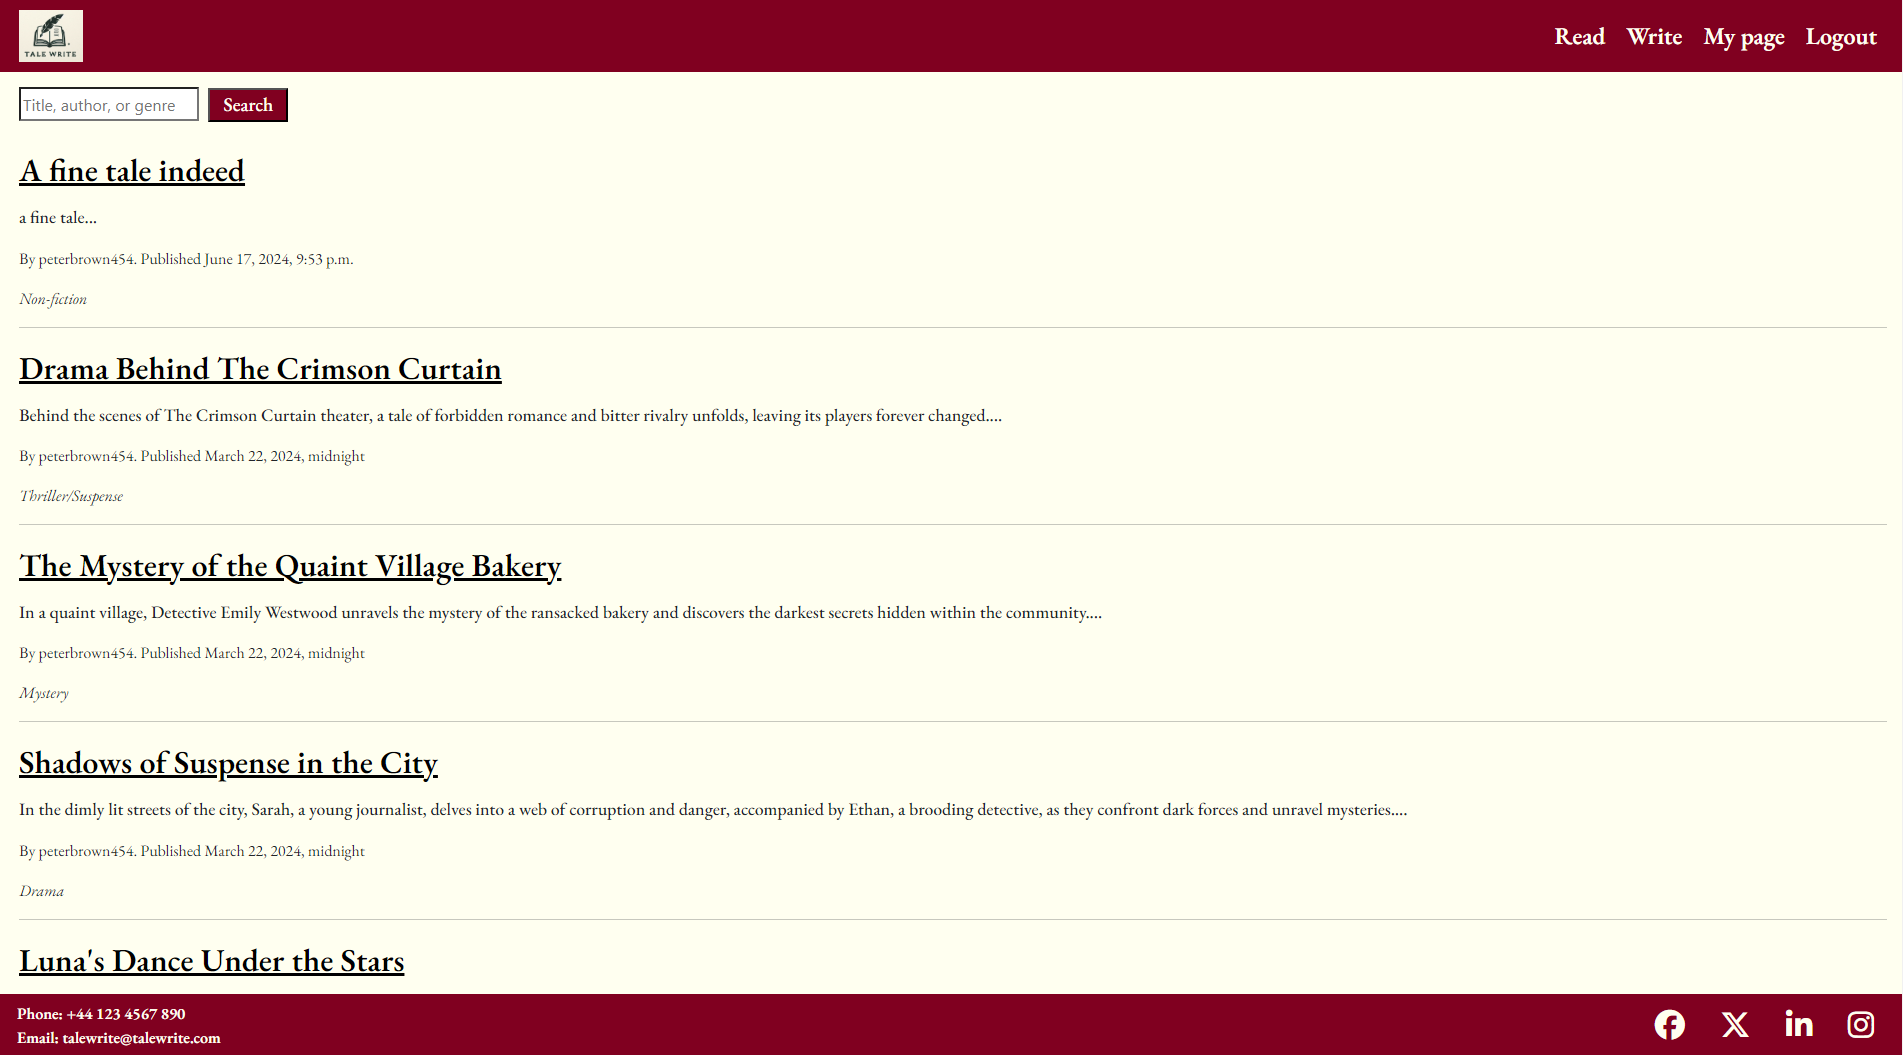 TALE WRITE
Read Write My page Logout
Title, author, or genre Search
A fine tale indeed
a fine tale...
By peterbrown454. Published June 17, 2024, 9:53 p.m.
Non-fiction
Drama Behind The Crimson Curtain
Behind the scenes of The Crimson Curtain theater, a tale of forbidden romance and bitter rivalry unfolds, leaving its players forever changed....
By peterbrown454. Published March 22, 2024, midnight
Thriller/Suspense
The Mystery of the Quaint Village Bakery
In a quaint village, Detective Emily Westwood unravels the mystery of the ransacked bakery and discovers the darkest secrets hidden within the community....
By peterbrown454. Published March 22, 2024, midnight
Mystery
Shadows of Suspense in the City
In the dimly lit streets of the city, Sarah, a young journalist, delves into a web of corruption and danger, accompanied by Ethan, a brooding detective, as they confront dark forces and unravel mysteries....
By peterbrown454. Published March 22, 2024, midnight
Drama
Luna's Dance Under the Stars
Phone: +44 123 4567 890
Email: talewrite@talewrite.com